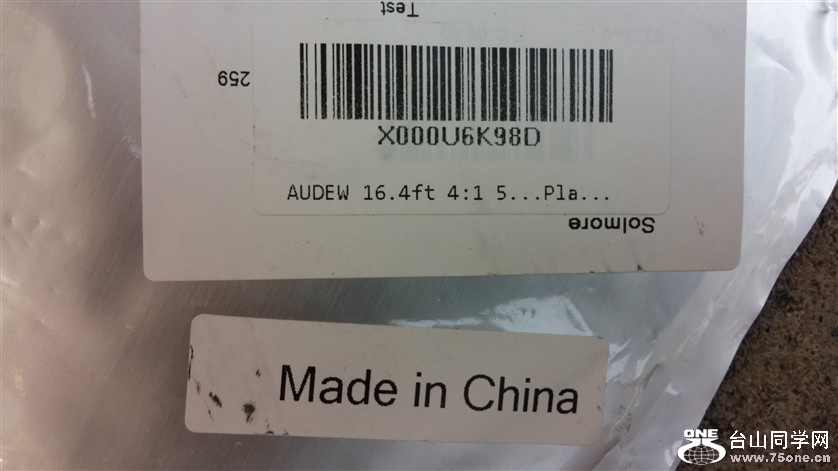 Test
259
X000U6K98D
AUDEW 16.4ft 4:1 5...Pla...
Solmore
Made in China
ONE
台山同学网
www.75one.cn